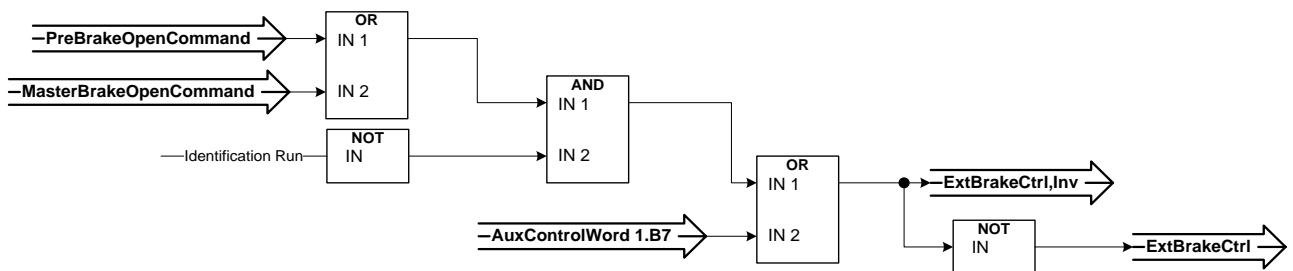 OR
PreBrakeOpenCommand
IN 1
MasterBrakeOpenCommand
IN 2
AND
IN 1
NOT
Identification Run
IN
IN 2
OR
IN 1
ExtBrakeCtrl,Inv
AuxControlWord 1.B7
IN 2
NOT
IN
ExtBrakeCtrl